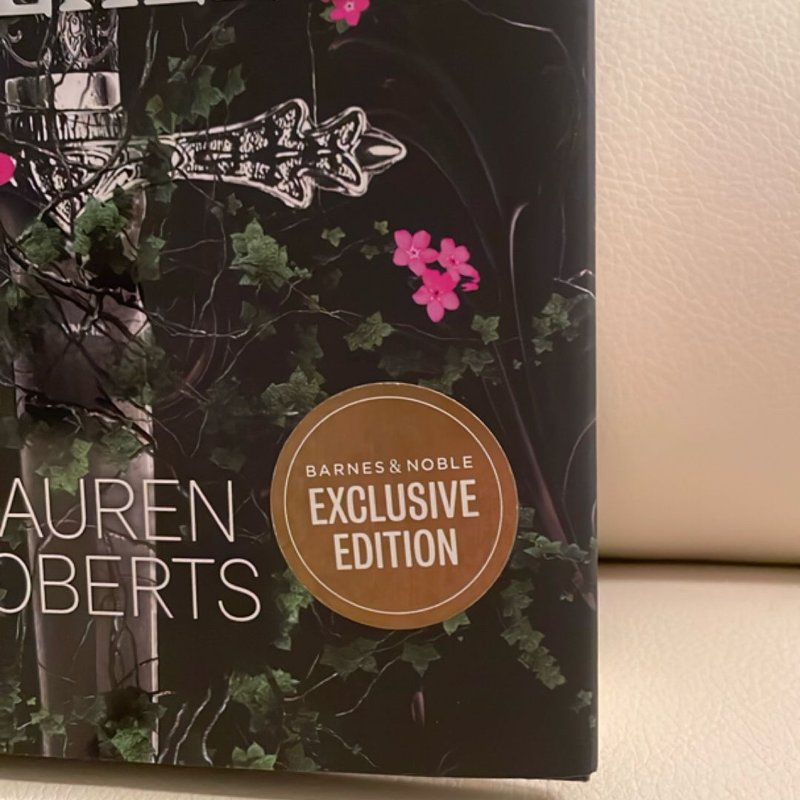 AUREN
OBERTS
BARNES & NOBLE
EXCLUSIVE
EDITION